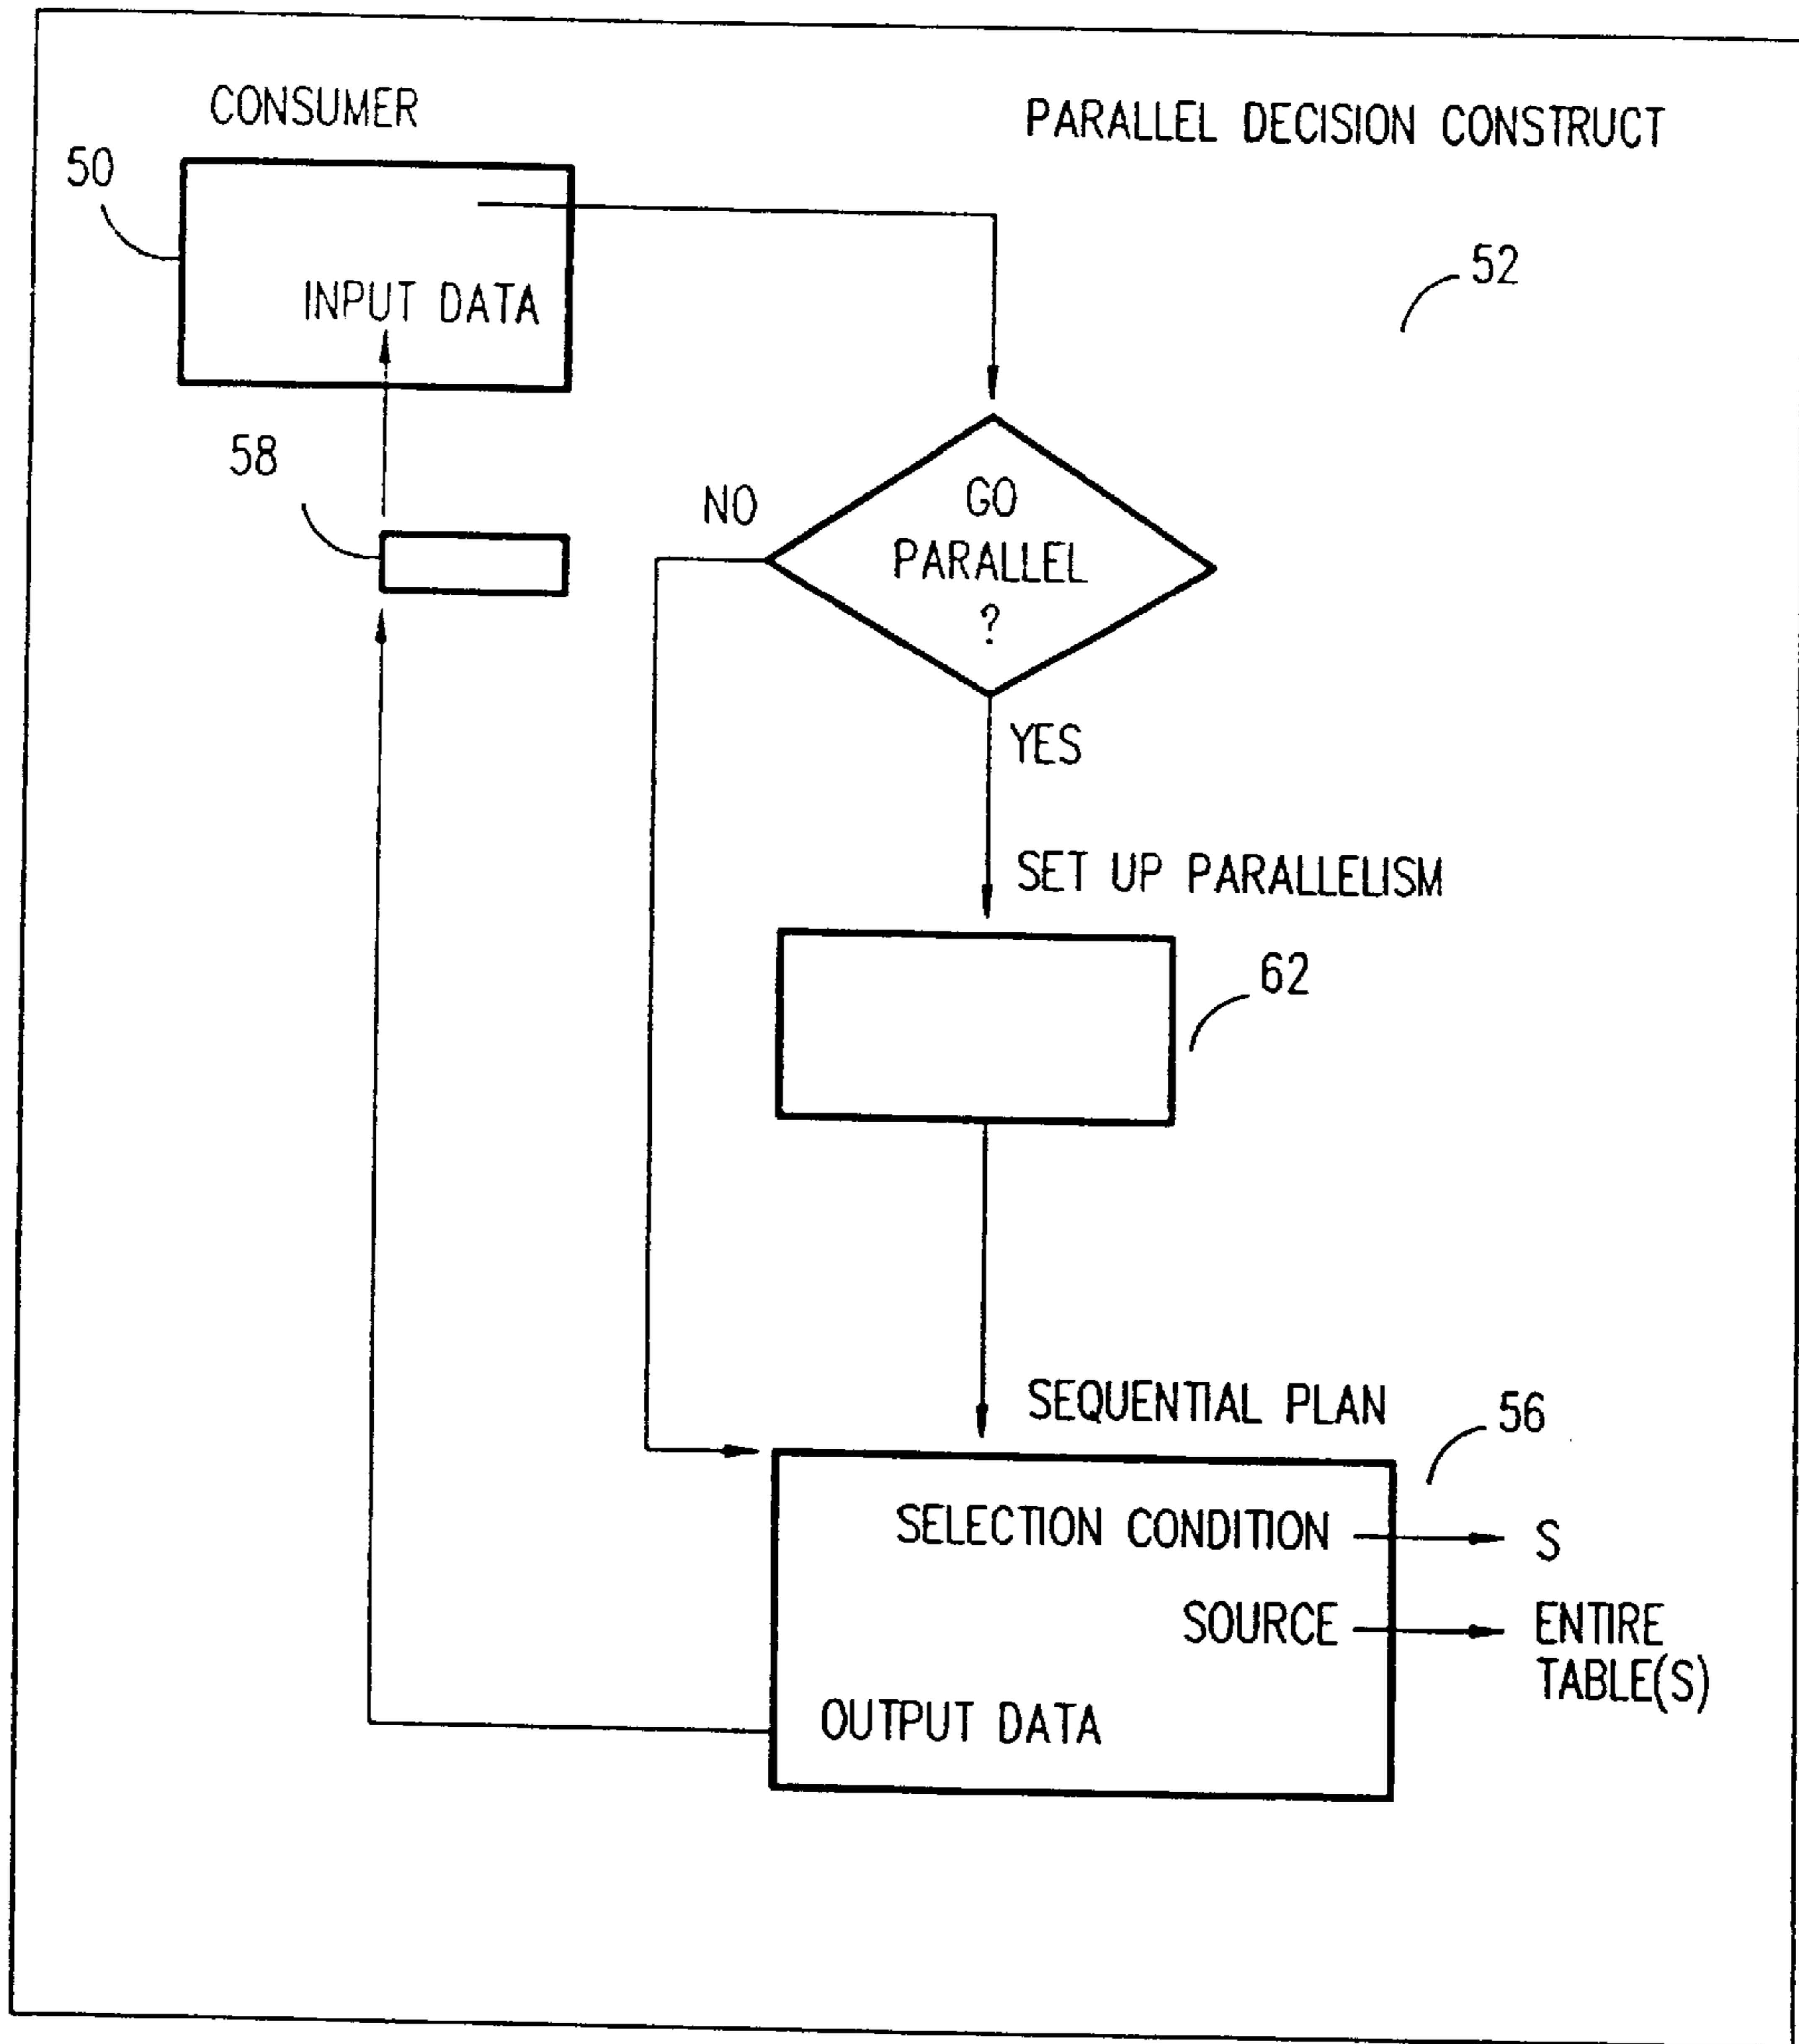 CONSUMER
PARALLEL DECISION CONSTRUCT
50
52
INPUT DATA
58
NO
GO
PARALLEL
?
YES
SET UP PARALLELISM
62
SEQUENTIAL PLAN
56
SELECTION CONDITION
S
SOURCE
ENTIRE
TABLE(S)
OUTPUT DATA